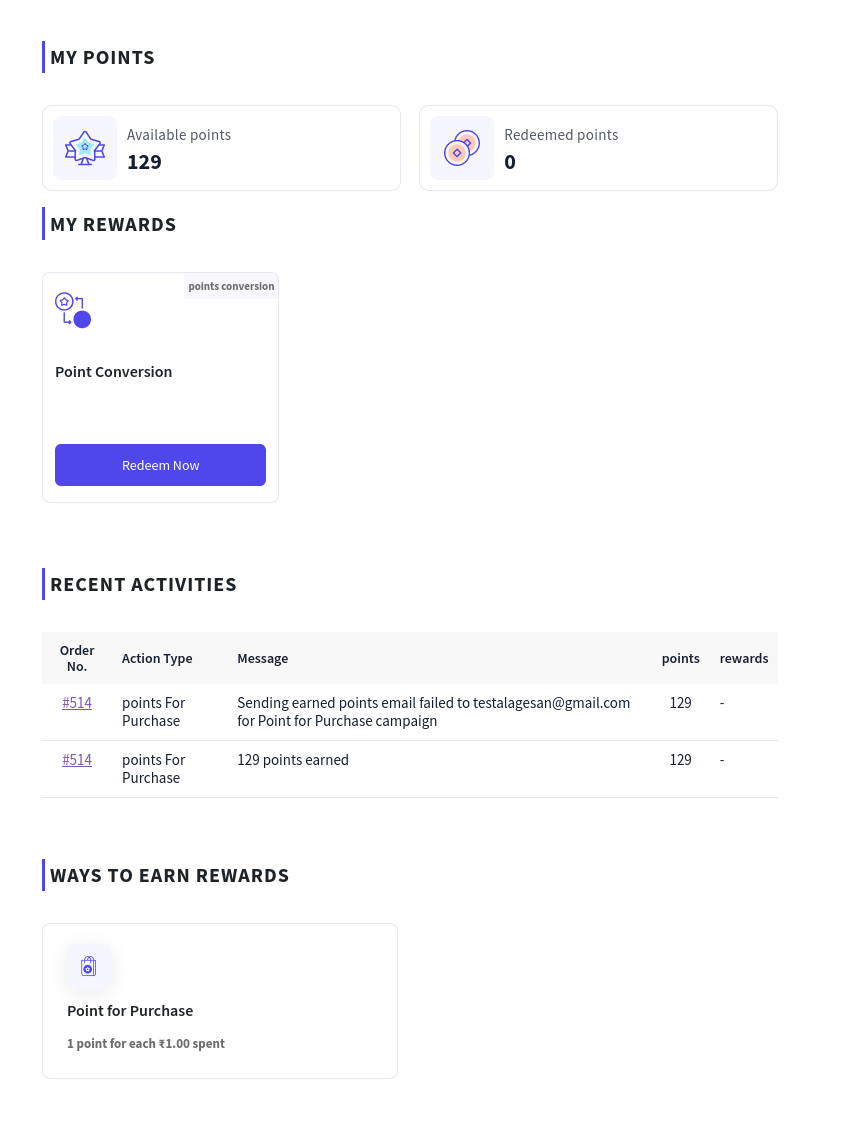 MY POINTS
Available points
129
Redeemed points
0
MY REWARDS
points conversion
Point Conversion
Redeem Now
RECENT ACTIVITIES
Order No. Action Type Message points rewards
#514 points For Purchase Sending earned points email failed to testalagesan@gmail.com for Point for Purchase campaign 129 -
#514 points For Purchase 129 points earned 129 -
WAYS TO EARN REWARDS
Point for Purchase
1 point for each ₹1.00 spent